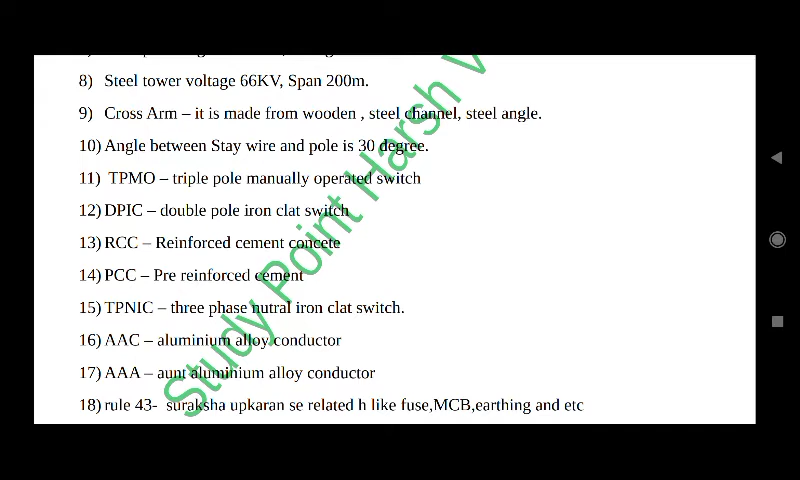 8) Steel tower voltage 66KV, Span 200m.
9) Cross Arm – it is made from wooden , steel channel, steel angle.
10) Angle between Stay wire and pole is 30 degree.
11) TPMO – triple pole manually operated switch
12) DPIC – double pole iron clat switch
13) RCC – Reinforced cement concete
14) PCC – Pre reinforced cement
15) TPNIC – three phase nutral iron clat switch.
16) AAC – aluminium alloy conductor
17) AAA – aunt aluminium alloy conductor
18) rule 43- suraksha upkaran se related h like fuse,MCB,earthing and etc
Study Point Harsh V